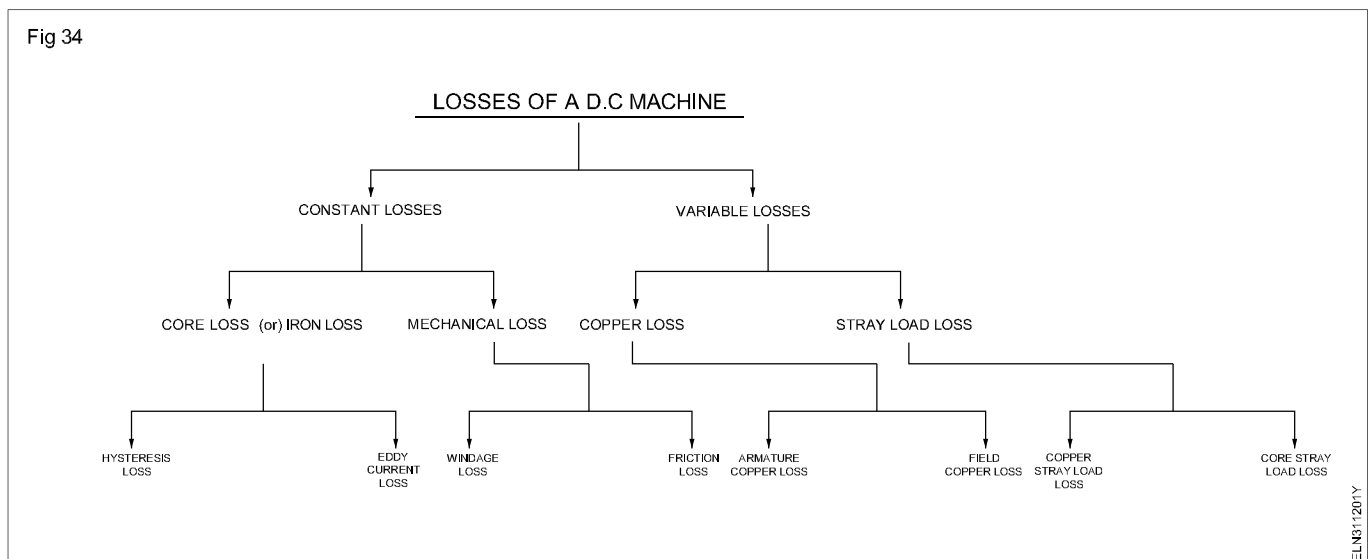 Fig 34
LOSSES OF A D.C MACHINE
CONSTANT LOSSES
VARIABLE LOSSES
CORE LOSS (or) IRON LOSS
MECHANICAL LOSS
COPPER LOSS
STRAY LOAD LOSS
HYSTERESIS
LOSS
EDDY
CURRENT
LOSS
WINDAGE
LOSS
FRICTION
LOSS
ARMATURE
COPPER LOSS
FIELD
COPPER LOSS
COPPER
STRAY LOAD
LOSS
CORE STRAY
LOAD LOSS
ELN311201Y